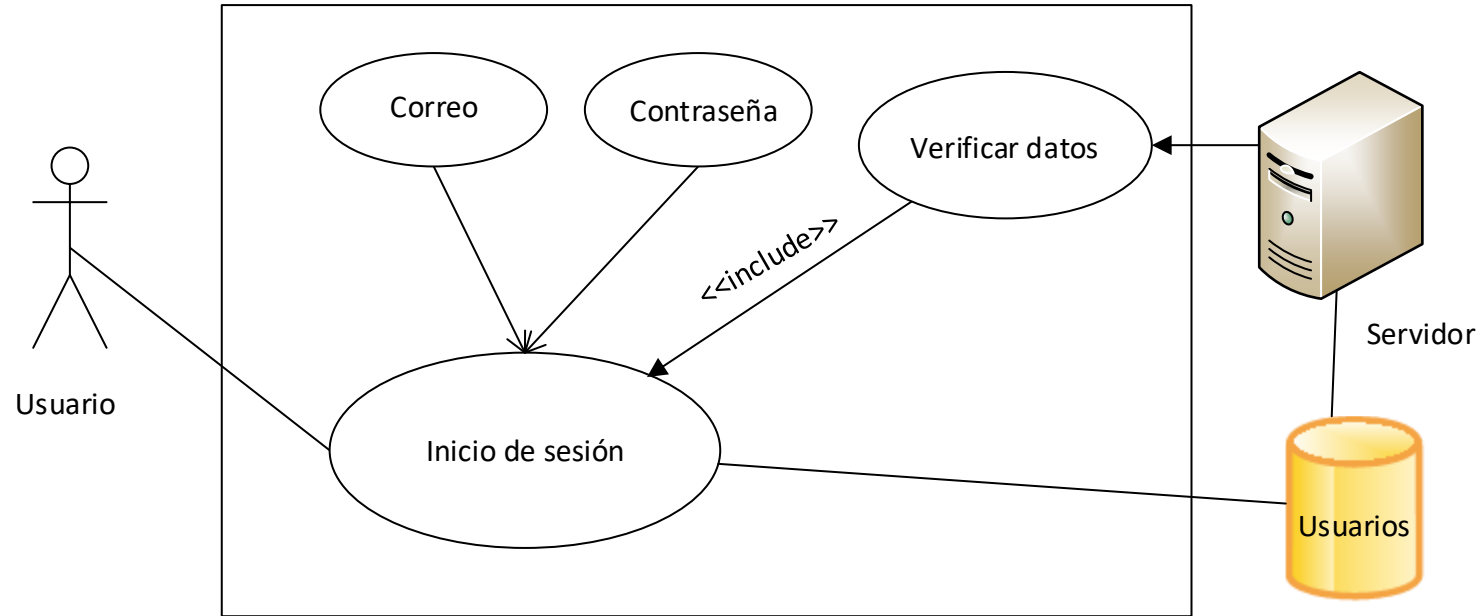 Correo
Contraseña
Verificar datos
<<include>>
Servidor
Usuario
Inicio de sesión
Usuarios